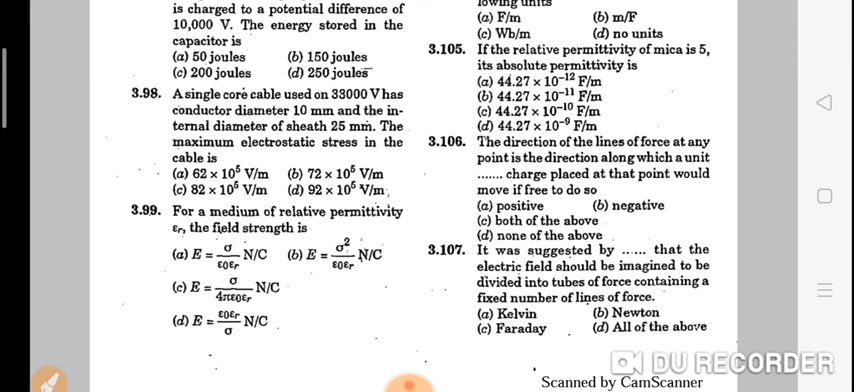 is charged to a potential difference of
10,000 V. The energy stored in the
capacitor is
(a) 50 joules (b) 150 joules
(c) 200 joules (d) 250 joules
3.98. A single core cable used on 33000 V has
conductor diameter 10 mm and the in-
ternal diameter of sheath 25 mm. The
maximum electrostatic stress in the
cable is
(a) 62 × 10⁵ V/m (b) 72 × 10⁵ V/m
(c) 82 × 10⁵ V/m (d) 92 × 10⁵ V/m
3.99. For a medium of relative permittivity
εr, the field strength is
(a) E = σ/ε0εr N/C (b) E = σ²/ε0εr N/C
(c) E = σ/4πε0εr N/C
(d) E = ε0εr/σ N/C
lowing units
(a) F/m (b) m/F
(c) Wb/m (d) no units
3.105. If the relative permittivity of mica is 5,
its absolute permittivity is
(a) 44.27 × 10⁻¹² F/m
(b) 44.27 × 10⁻¹¹ F/m
(c) 44.27 × 10⁻¹⁰ F/m
(d) 44.27 × 10⁻⁹ F/m
3.106. The direction of the lines of force at any
point is the direction along which a unit
....... charge placed at that point would
move if free to do so
(a) positive (b) negative
(c) both of the above
(d) none of the above
3.107. It was suggested by ...... that the
electric field should be imagined to be
divided into tubes of force containing a
fixed number of lines of force.
(a) Kelvin (b) Newton
(c) Faraday (d) All of the above
DU RECORDER
Scanned by CamScanner